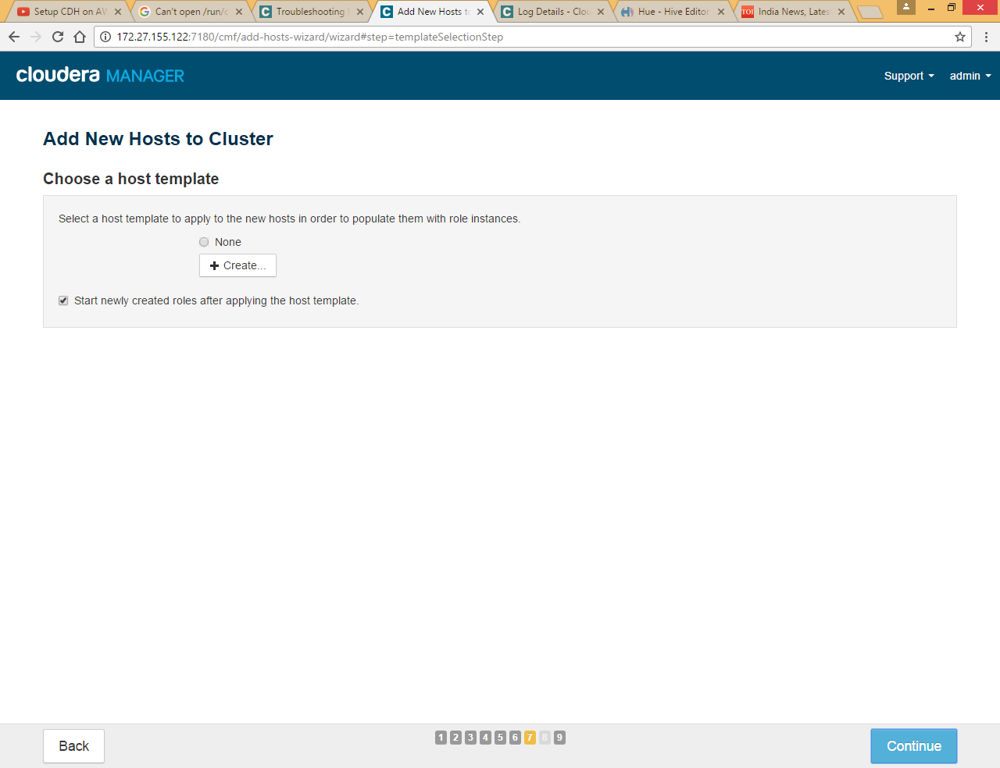 Setup CDH on AW
Can't open /run/c
Troubleshooting
Add New Hosts to
Log Details - Clou
Hue - Hive Editor
TOI India News, Lates
172.27.155.122:7180/cmf/add-hosts-wizard/wizard#step=templateSelectionStep
cloudera MANAGER
Support
admin
Add New Hosts to Cluster
Choose a host template
Select a host template to apply to the new hosts in order to populate them with role instances.
None
+ Create...
Start newly created roles after applying the host template.
Back
1 2 3 4 5 6 7 8 9
Continue